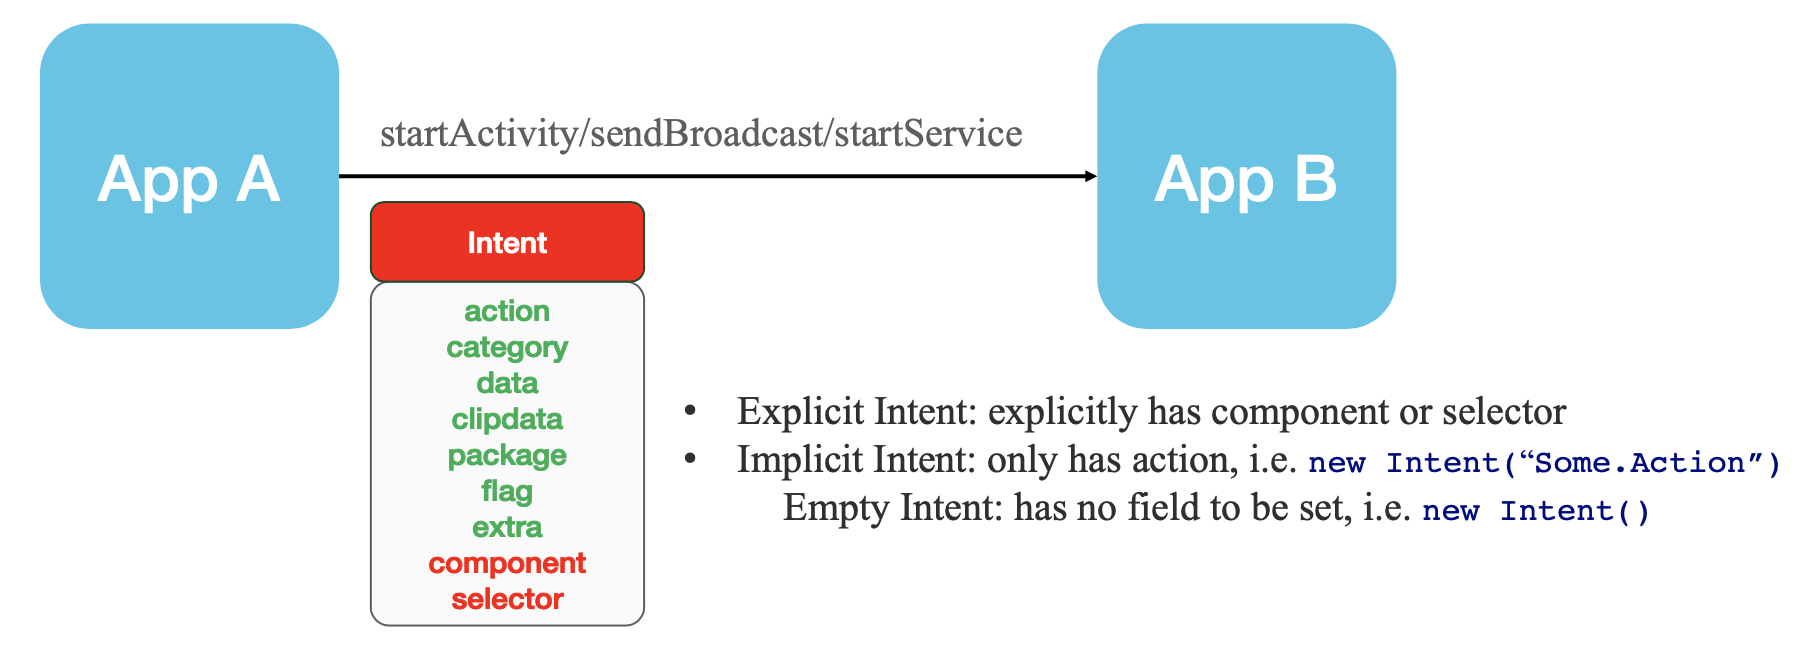 App A
startActivity/sendBroadcast/startService
App B
Intent
action
category
data
clipdata
package
flag
extra
component
selector
• Explicit Intent: explicitly has component or selector
• Implicit Intent: only has action, i.e. new Intent(“Some.Action”)
Empty Intent: has no field to be set, i.e. new Intent()